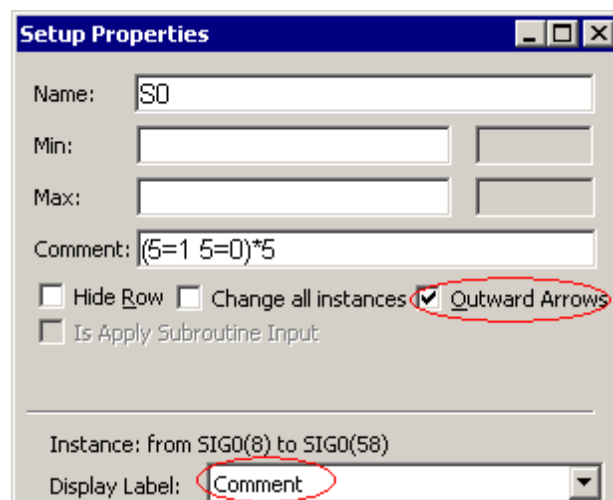 Setup Properties
Name: S0
Min:
Max:
Comment: (5=1 5=0)*5
Hide Row Change all instances Outward Arrows
Is Apply Subroutine Input
Instance: from SIG0(8) to SIG0(58)
Display Label: Comment